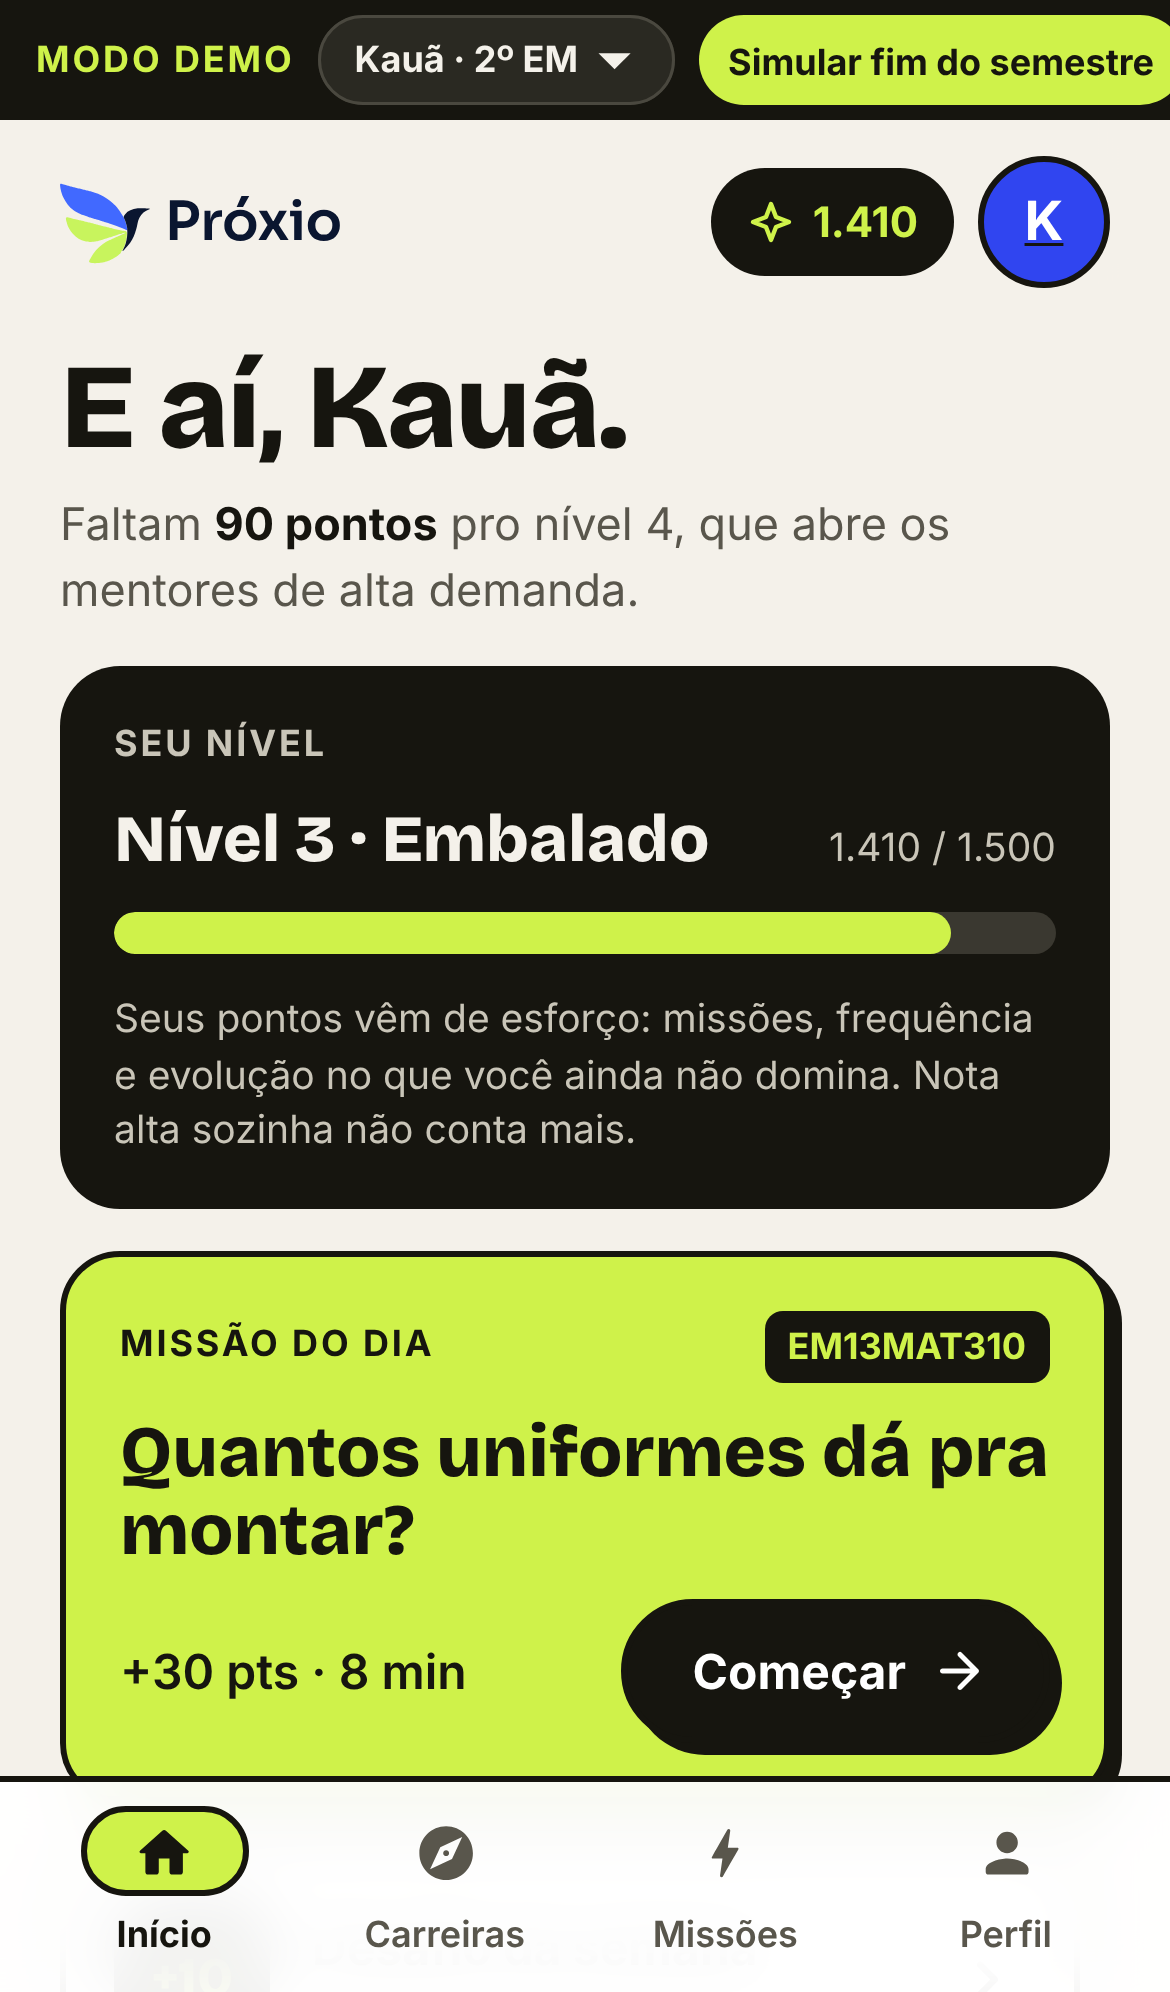 MODO DEMO
Kauã · 2º EM
Simular fim do semestre
Próxio
1.410
K
E aí, Kauã.
Faltam 90 pontos pro nível 4, que abre os
mentores de alta demanda.
SEU NÍVEL
Nível 3 · Embalado
1.410 / 1.500
Seus pontos vêm de esforço: missões, frequência
e evolução no que você ainda não domina. Nota
alta sozinha não conta mais.
MISSÃO DO DIA
EM13MAT310
Quantos uniformes dá pra
montar?
+30 pts · 8 min
Começar
Início
Carreiras
Missões
Perfil
+10